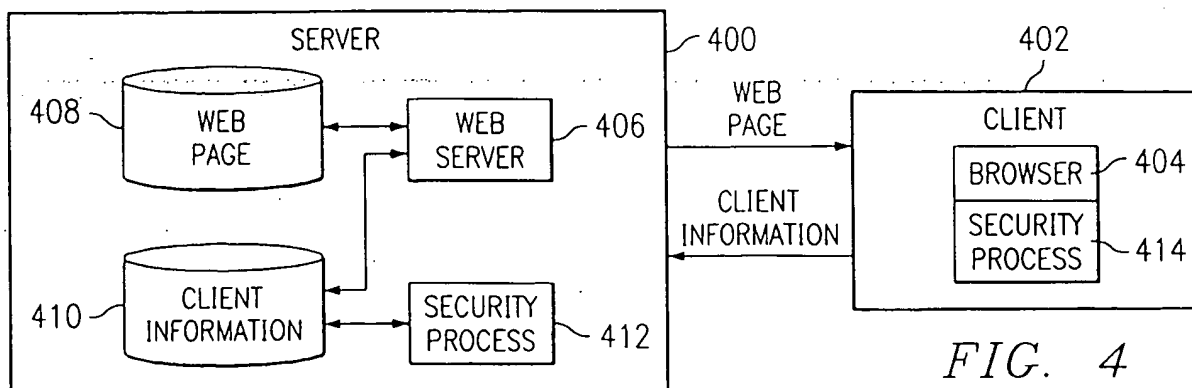 SERVER
400
402
408
WEB
PAGE
WEB
SERVER
406
WEB
PAGE
CLIENT
BROWSER
404
CLIENT
INFORMATION
SECURITY
PROCESS
414
410
CLIENT
INFORMATION
SECURITY
PROCESS
412
FIG. 4